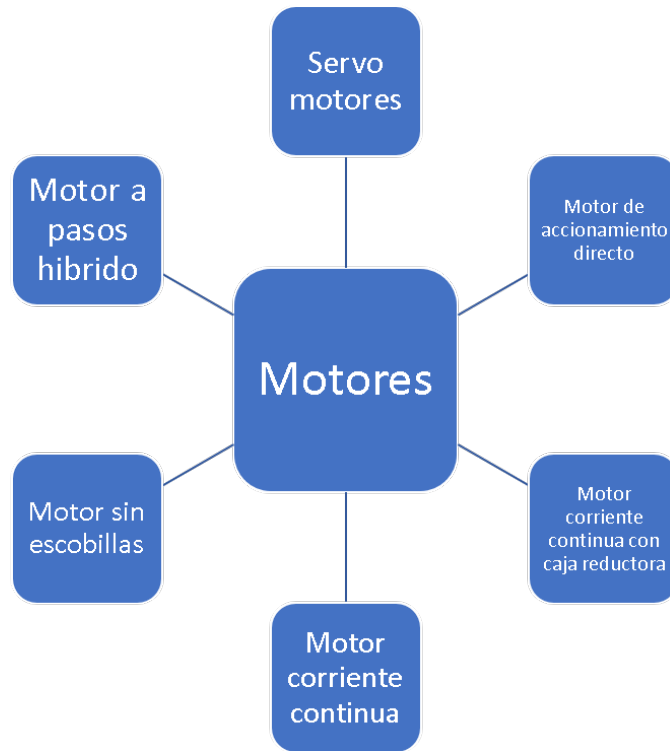 Servo
motores
Motor de
accionamiento
directo
Motor
corriente
continua con
caja reductora
Motor
corriente
continua
Motor sin
escobillas
Motor a
pasos
hibrido
Motores